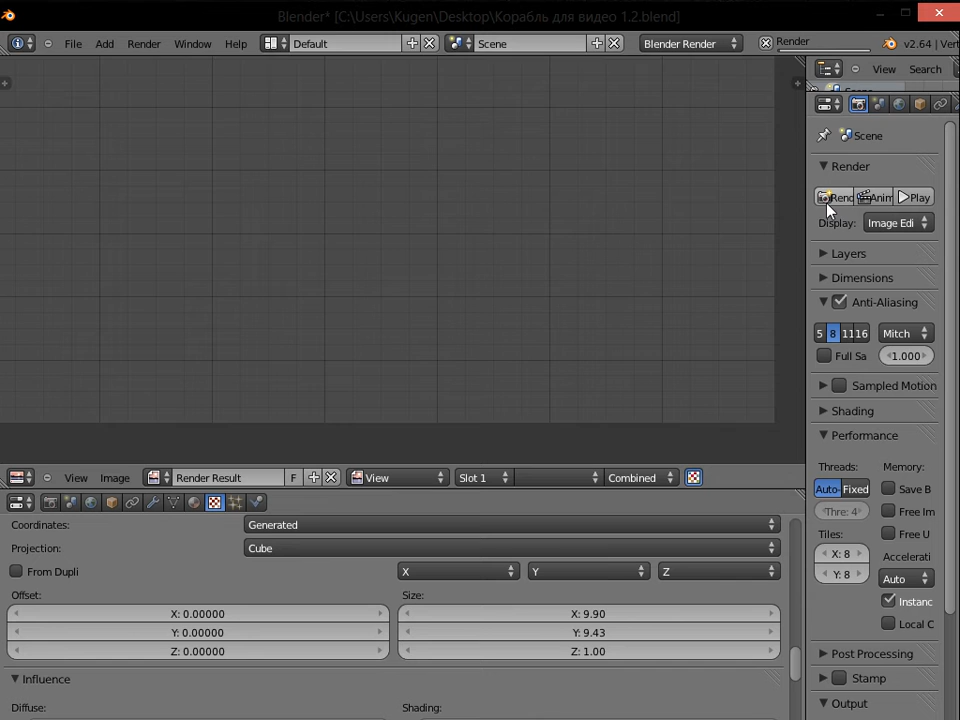 Blender* [C:\Users\Kugen\Desktop\Корабль для видео 1.2.blend]
File Add Render Window Help Default Scene Blender Render Render v2.64 | Vert
View Search
Scene
Scene
Render
Rend Anim Play
Display: Image Edi
Layers
Dimensions
Anti-Aliasing
5 8 11 16 Mitch
Full Sa 1.000
Sampled Motion
Shading
Performance
Threads: Memory:
Auto- Fixed Save B
Thre: 4 Free Im
Tiles: Free U
X: 8 Accelerati
Y: 8 Auto
Instanc
Local C
Post Processing
Stamp
Output
View Image Render Result F View Slot 1 Combined
Coordinates: Generated
Projection: Cube
From Dupli X Y Z
Offset: Size:
X: 0.00000 X: 9.90
Y: 0.00000 Y: 9.43
Z: 0.00000 Z: 1.00
Influence
Diffuse: Shading: